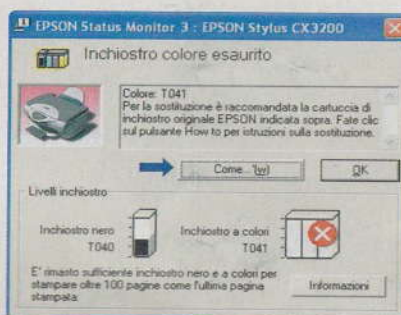 EPSON Status Monitor 3 : EPSON Stylus CX3200
Inchiostro colore esaurito
Colore: T041
Per la sostituzione è raccomandata la cartuccia di
inchiostro originale EPSON indicata sopra. Fate clic
sul pulsante How to per istruzioni sulla sostituzione.
Come...'(w)
OK
Livelli inchiostro
Inchiostro nero
T040
Inchiostro a colori
T041
E' rimasto sufficiente inchiostro nero e a colori per
stampare oltre 100 pagine come l'ultima pagina
stampata.
Informazioni